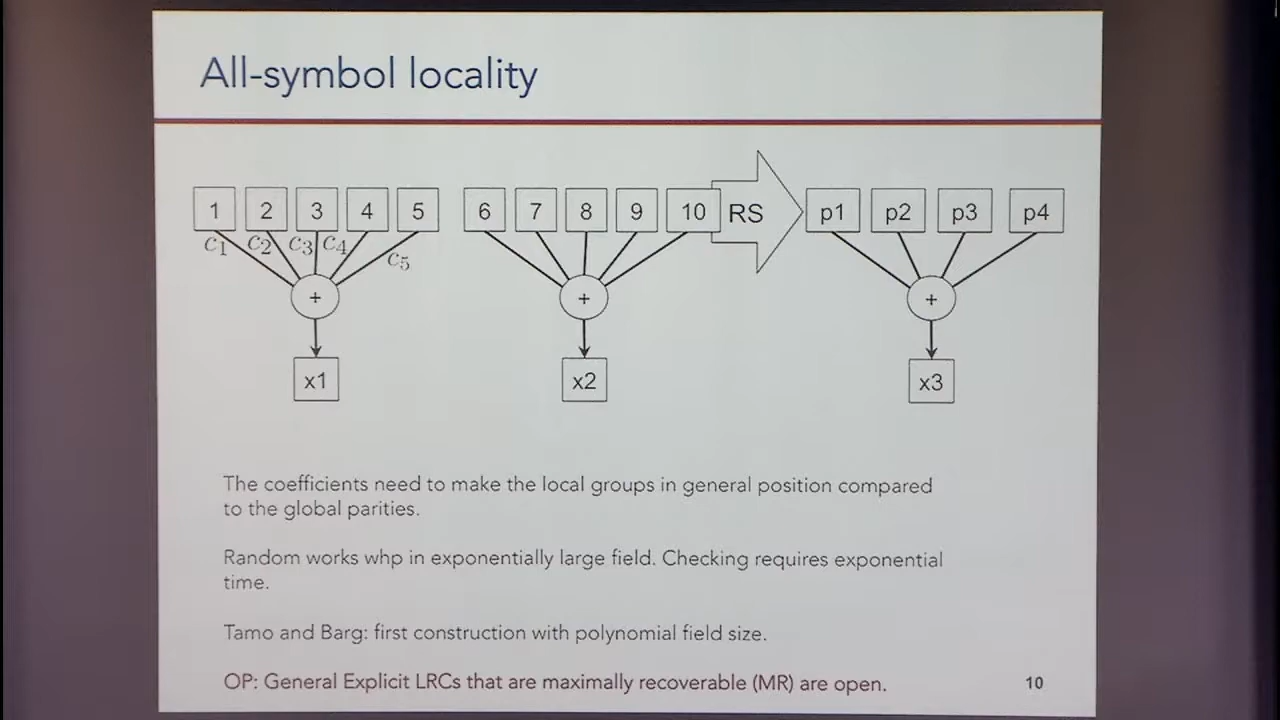 All-symbol locality
1 2 3 4 5 6 7 8 9 10 RS p1 p2 p3 p4
c1 c2 c3 c4 c5
+ + +
x1 x2 x3
The coefficients need to make the local groups in general position compared
to the global parities.
Random works whp in exponentially large field. Checking requires exponential
time.
Tamo and Barg: first construction with polynomial field size.
OP: General Explicit LRCs that are maximally recoverable (MR) are open.
10